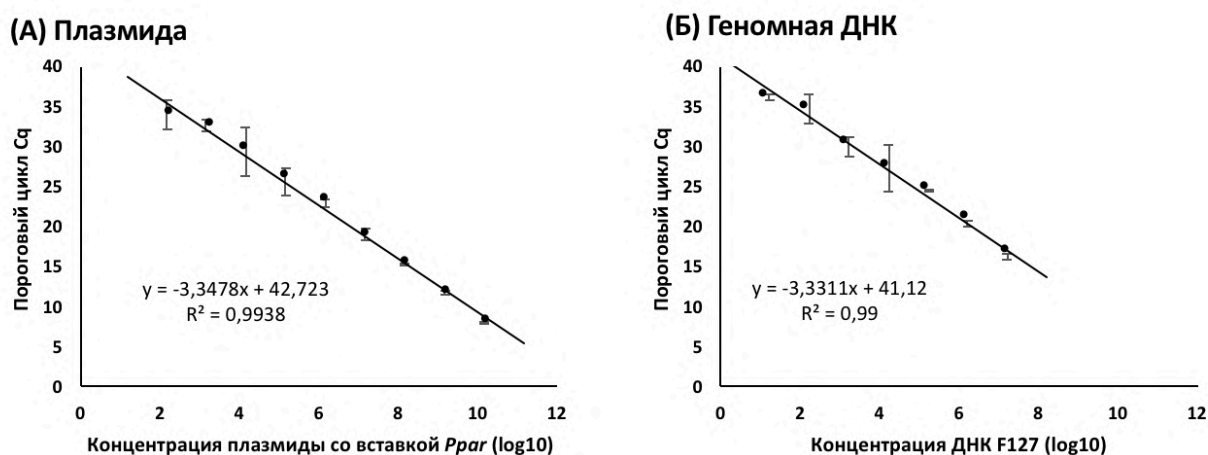 (А) Плазмида
Пороговый цикл Cq
40
35
30
25
20
15
10
5
0
y = -3,3478x + 42,723
R² = 0,9938
0 2 4 6 8 10 12
Концентрация плазмиды со вставкой Ppar (log10)
(Б) Геномная ДНК
Пороговый цикл Cq
40
35
30
25
20
15
10
5
0
y = -3,3311x + 41,12
R² = 0,99
0 2 4 6 8 10 12
Концентрация ДНК F127 (log10)